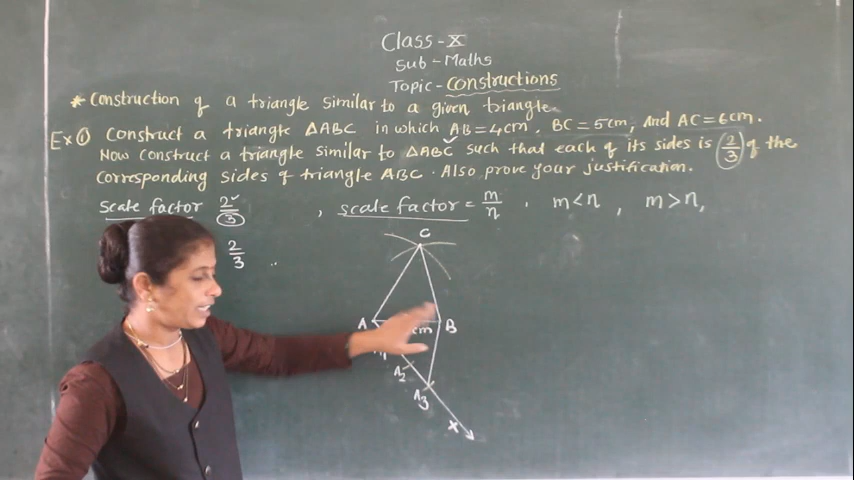 Class-X
Sub-Maths
Topic-Constructions
* Construction of a triangle similar to a given triangle.
Ex ① Construct a triangle ΔABC in which AB=4cm, BC=5cm, and AC=6cm.
Now construct a triangle similar to ΔABC such that each of its sides is 2/3 of the
corresponding sides of triangle ABC. Also prove your justification.
Scale factor 2/3, scale factor = m/n, m<n, m>n,
2/3 ..
C
A cm B
A2
A3
X